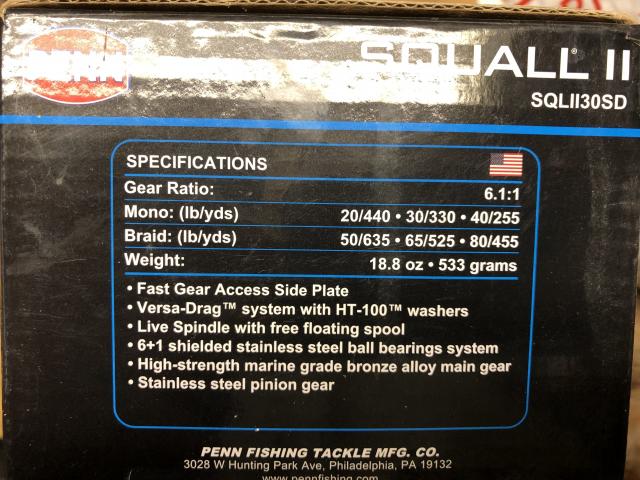 PENN
SQUALL® II
SQLII30SD
SPECIFICATIONS
Gear Ratio: 6.1:1
Mono: (lb/yds) 20/440 • 30/330 • 40/255
Braid: (lb/yds) 50/635 • 65/525 • 80/455
Weight: 18.8 oz • 533 grams
• Fast Gear Access Side Plate
• Versa-Drag™ system with HT-100™ washers
• Live Spindle with free floating spool
• 6+1 shielded stainless steel ball bearings system
• High-strength marine grade bronze alloy main gear
• Stainless steel pinion gear
PENN FISHING TACKLE MFG. CO.
3028 W Hunting Park Ave, Philadelphia, PA 19132
www.pennfishing.com